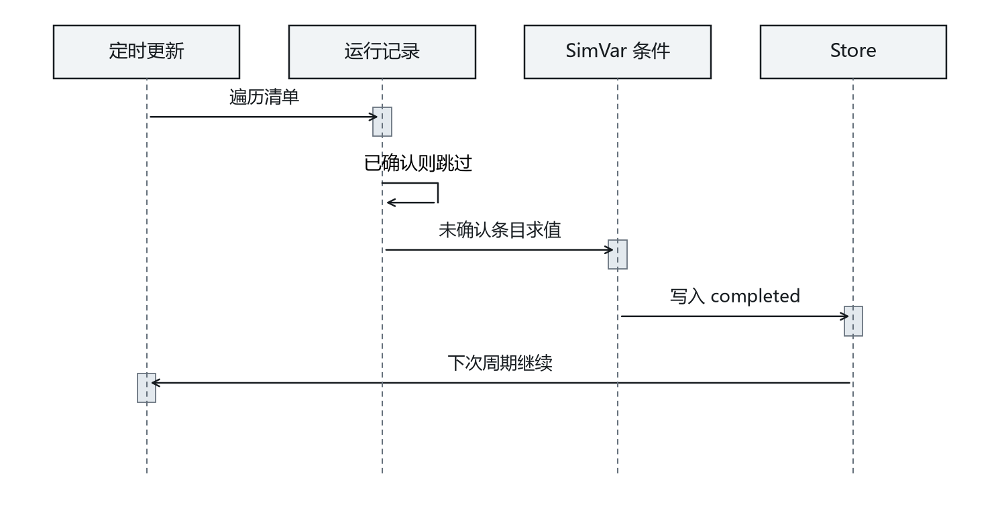 定时更新
运行记录
SimVar 条件
Store
遍历清单
已确认则跳过
未确认条目求值
写入 completed
下次周期继续